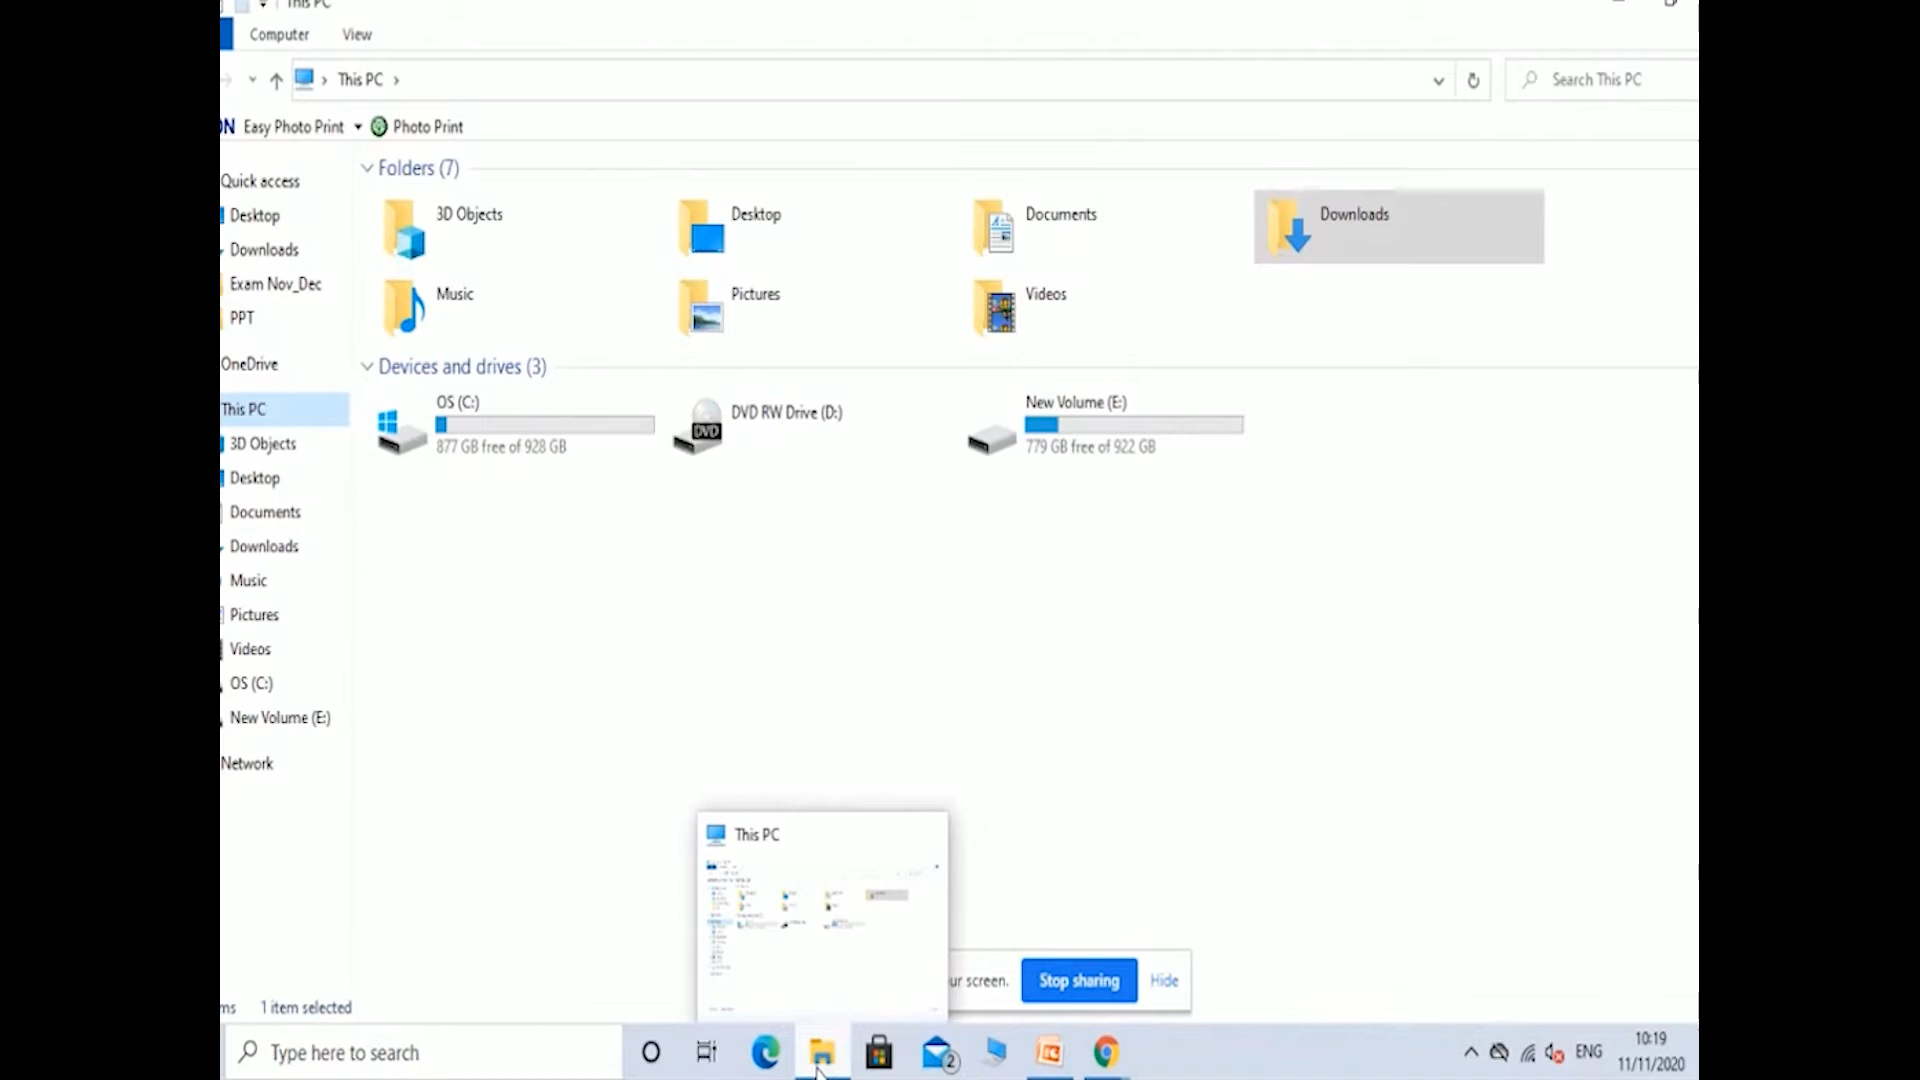 This PC
Computer View
This PC
Search This PC
Easy Photo Print Photo Print
Quick access
Desktop
Downloads
Exam Nov_Dec
PPT
OneDrive
This PC
3D Objects
Desktop
Documents
Downloads
Music
Pictures
Videos
OS (C:)
New Volume (E:)
Network
Folders (7)
3D Objects
Desktop
Documents
Downloads
Music
Pictures
Videos
Devices and drives (3)
OS (C:)
877 GB free of 928 GB
DVD RW Drive (D:)
DVD
New Volume (E:)
779 GB free of 922 GB
This PC
ur screen. Stop sharing Hide
ms 1 item selected
Type here to search
2
ENG
10:19
11/11/2020